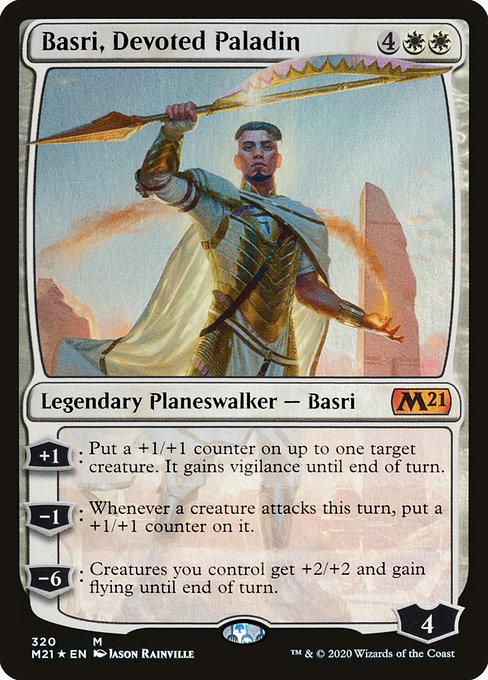 Basri, Devoted Paladin 4
Legendary Planeswalker — Basri M21
+1 : Put a +1/+1 counter on up to one target
creature. It gains vigilance until end of turn.
−1 : Whenever a creature attacks this turn, put a
+1/+1 counter on it.
−6 : Creatures you control get +2/+2 and gain
flying until end of turn.
4
320 M
M21 ★ EN Jason Rainville ™ & © 2020 Wizards of the Coast